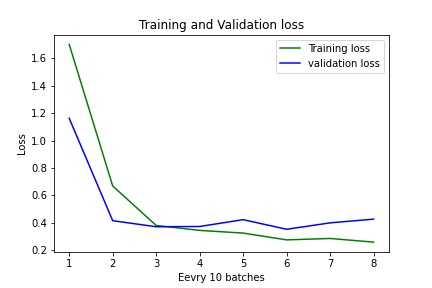 Training and Validation loss
Training loss
validation loss
1.6
1.4
1.2
1.0
0.8
0.6
0.4
0.2
Loss
1 2 3 4 5 6 7 8
Eevry 10 batches